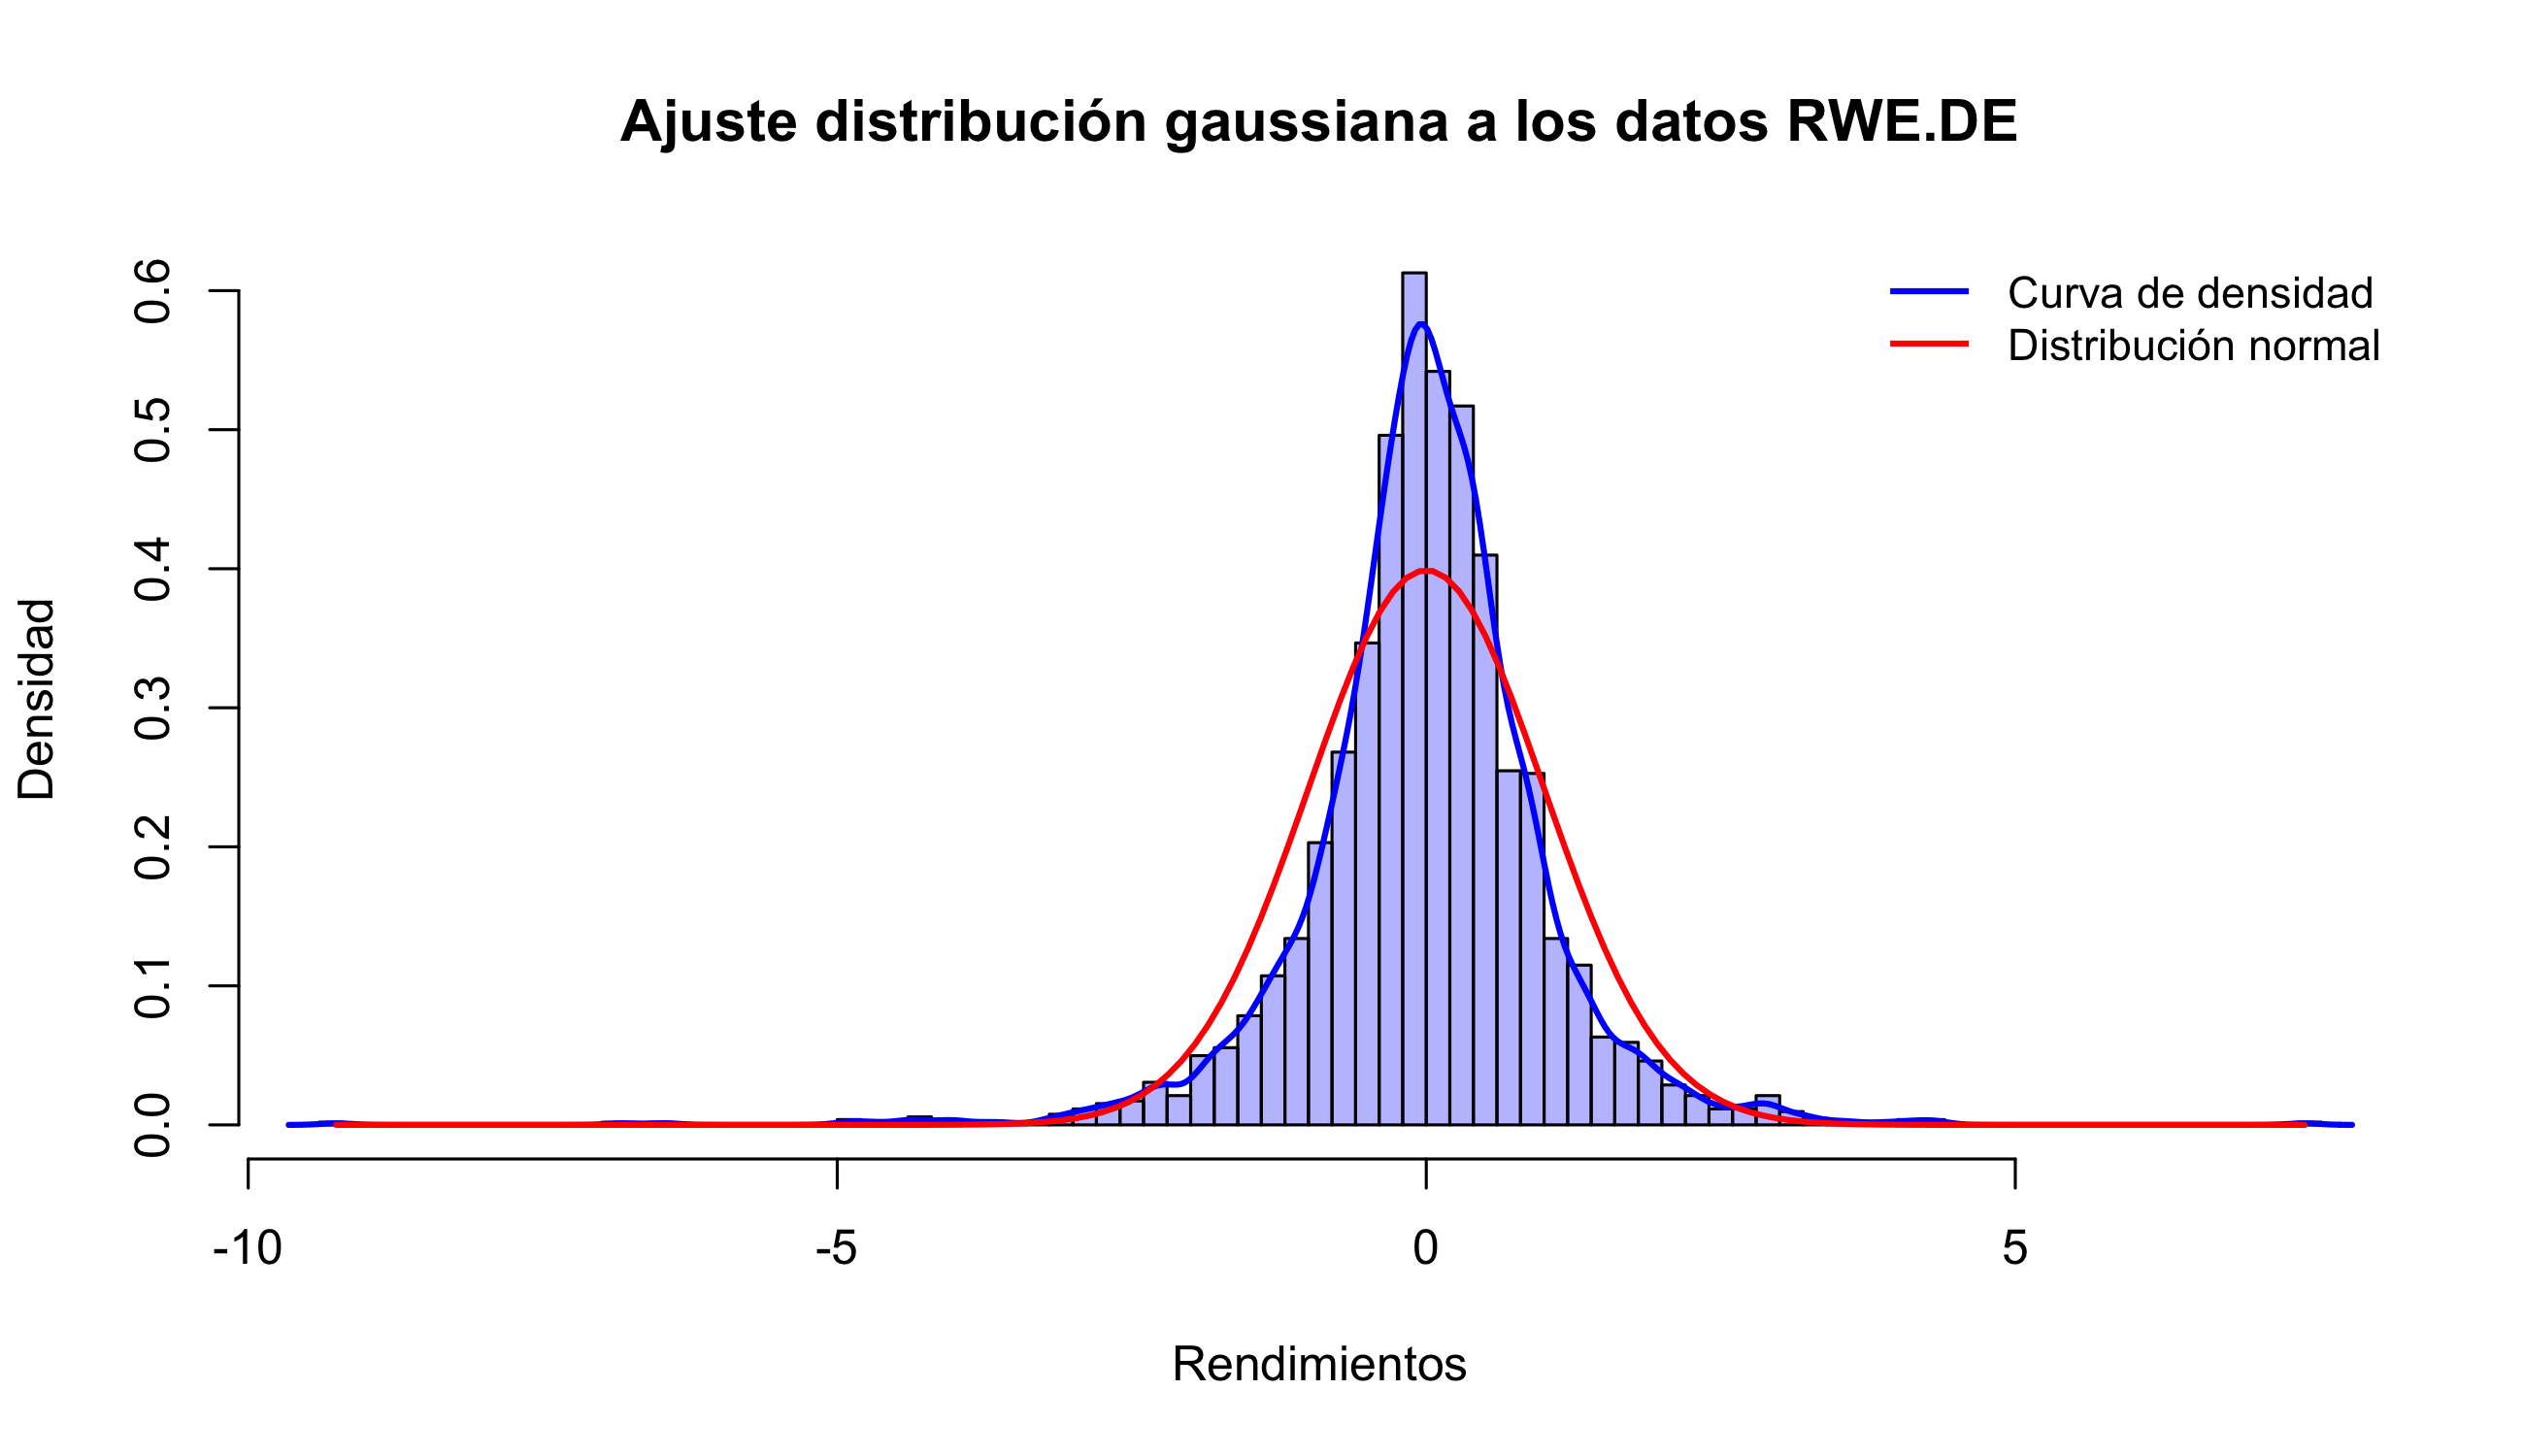 Ajuste distribución gaussiana a los datos RWE.DE
Curva de densidad
Distribución normal
Densidad
0.6
0.5
0.4
0.3
0.2
0.1
0.0
-10 -5 0 5
Rendimientos